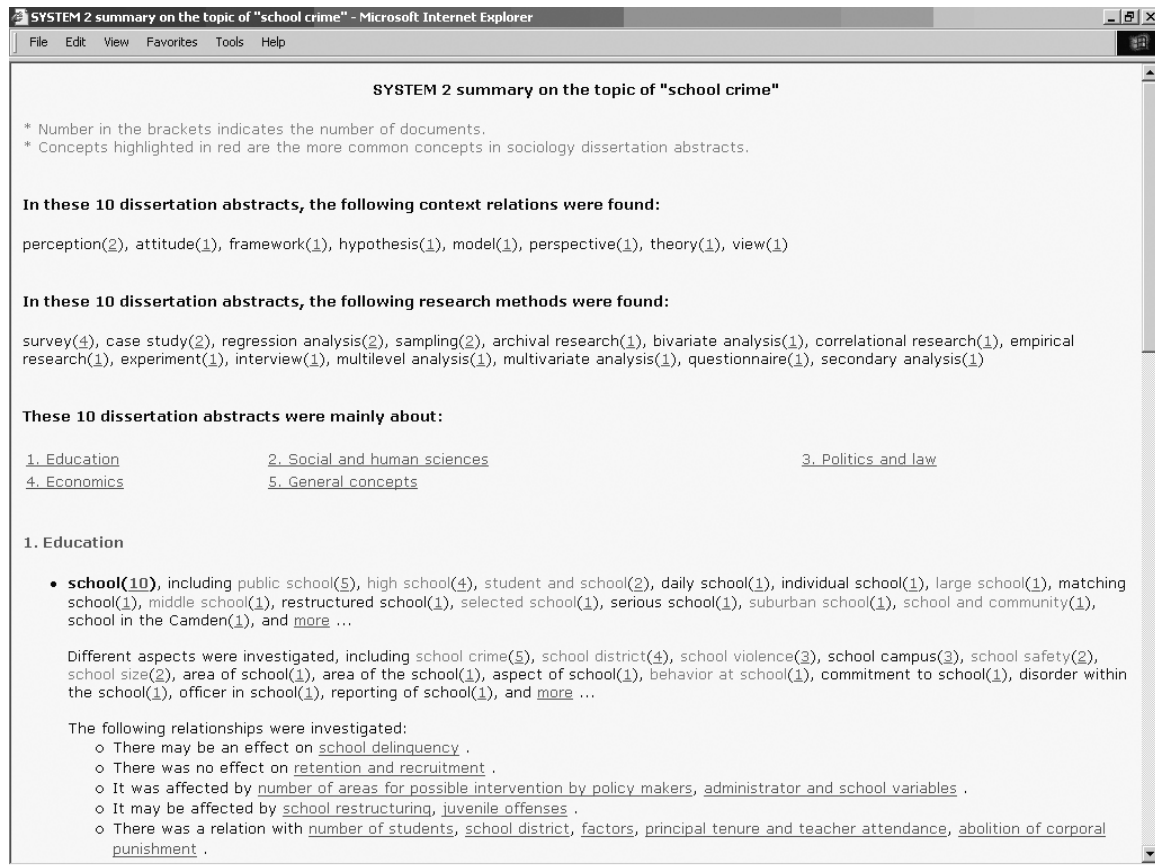 SYSTEM 2 summary on the topic of "school crime" - Microsoft Internet Explorer
File Edit View Favorites Tools Help
SYSTEM 2 summary on the topic of "school crime"
* Number in the brackets indicates the number of documents.
* Concepts highlighted in red are the more common concepts in sociology dissertation abstracts.
In these 10 dissertation abstracts, the following context relations were found:
perception(2), attitude(1), framework(1), hypothesis(1), model(1), perspective(1), theory(1), view(1)
In these 10 dissertation abstracts, the following research methods were found:
survey(4), case study(2), regression analysis(2), sampling(2), archival research(1), bivariate analysis(1), correlational research(1), empirical
research(1), experiment(1), interview(1), multilevel analysis(1), multivariate analysis(1), questionnaire(1), secondary analysis(1)
These 10 dissertation abstracts were mainly about:
1. Education 2. Social and human sciences 3. Politics and law
4. Economics 5. General concepts
1. Education
• school(10), including public school(5), high school(4), student and school(2), daily school(1), individual school(1), large school(1), matching
school(1), middle school(1), restructured school(1), selected school(1), serious school(1), suburban school(1), school and community(1),
school in the Camden(1), and more ...
Different aspects were investigated, including school crime(5), school district(4), school violence(3), school campus(3), school safety(2),
school size(2), area of school(1), area of the school(1), aspect of school(1), behavior at school(1), commitment to school(1), disorder within
the school(1), officer in school(1), reporting of school(1), and more ...
The following relationships were investigated:
o There may be an effect on school delinquency .
o There was no effect on retention and recruitment .
o It was affected by number of areas for possible intervention by policy makers, administrator and school variables .
o It may be affected by school restructuring, juvenile offenses .
o There was a relation with number of students, school district, factors, principal tenure and teacher attendance, abolition of corporal
punishment .